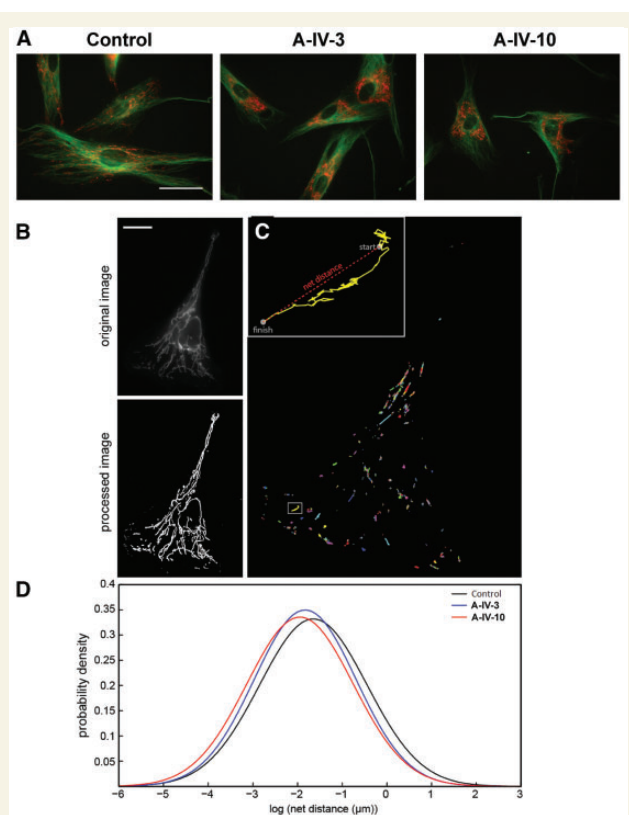 A
Control
A-IV-3
A-IV-10
B
original image
processed image
C
start
net distance
finish
D
0.4
0.35
0.3
0.25
0.2
0.15
0.1
0.05
probability density
Control
A-IV-3
A-IV-10
-6 -5 -4 -3 -2 -1 0 1 2 3
log (net distance (μm))